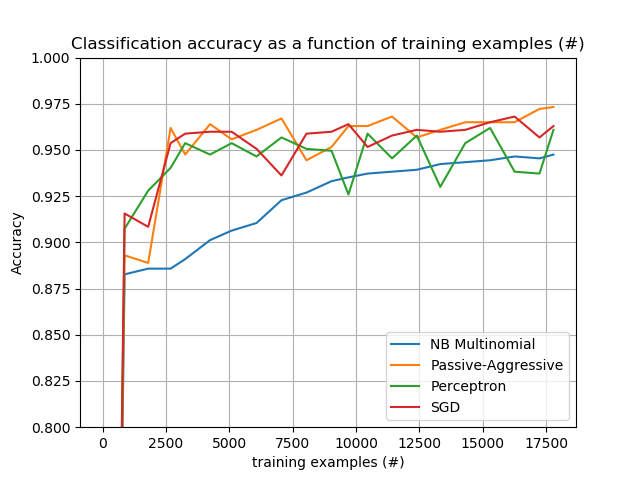 Classification accuracy as a function of training examples (#)
1.000
0.975
0.950
0.925
0.900
0.875
0.850
0.825
0.800
Accuracy
NB Multinomial
Passive-Aggressive
Perceptron
SGD
0 2500 5000 7500 10000 12500 15000 17500
training examples (#)